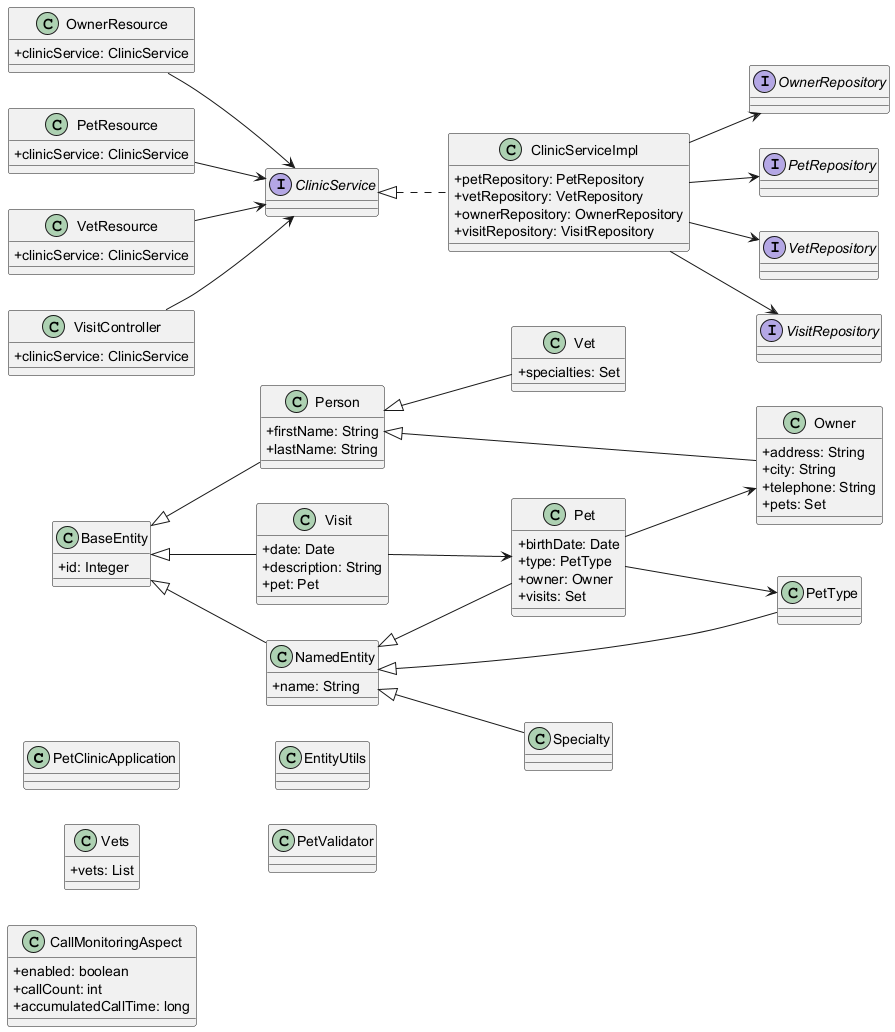 C OwnerResource
+clinicService: ClinicService
C PetResource
+clinicService: ClinicService
C VetResource
+clinicService: ClinicService
C VisitController
+clinicService: ClinicService
I ClinicService
C ClinicServiceImpl
+petRepository: PetRepository
+vetRepository: VetRepository
+ownerRepository: OwnerRepository
+visitRepository: VisitRepository
I OwnerRepository
I PetRepository
I VetRepository
I VisitRepository
C Vet
+specialties: Set
C Person
+firstName: String
+lastName: String
C Owner
+address: String
+city: String
+telephone: String
+pets: Set
C BaseEntity
+id: Integer
C Visit
+date: Date
+description: String
+pet: Pet
C Pet
+birthDate: Date
+type: PetType
+owner: Owner
+visits: Set
C PetType
C NamedEntity
+name: String
C Specialty
C PetClinicApplication
C EntityUtils
C Vets
+vets: List
C PetValidator
C CallMonitoringAspect
+enabled: boolean
+callCount: int
+accumulatedCallTime: long